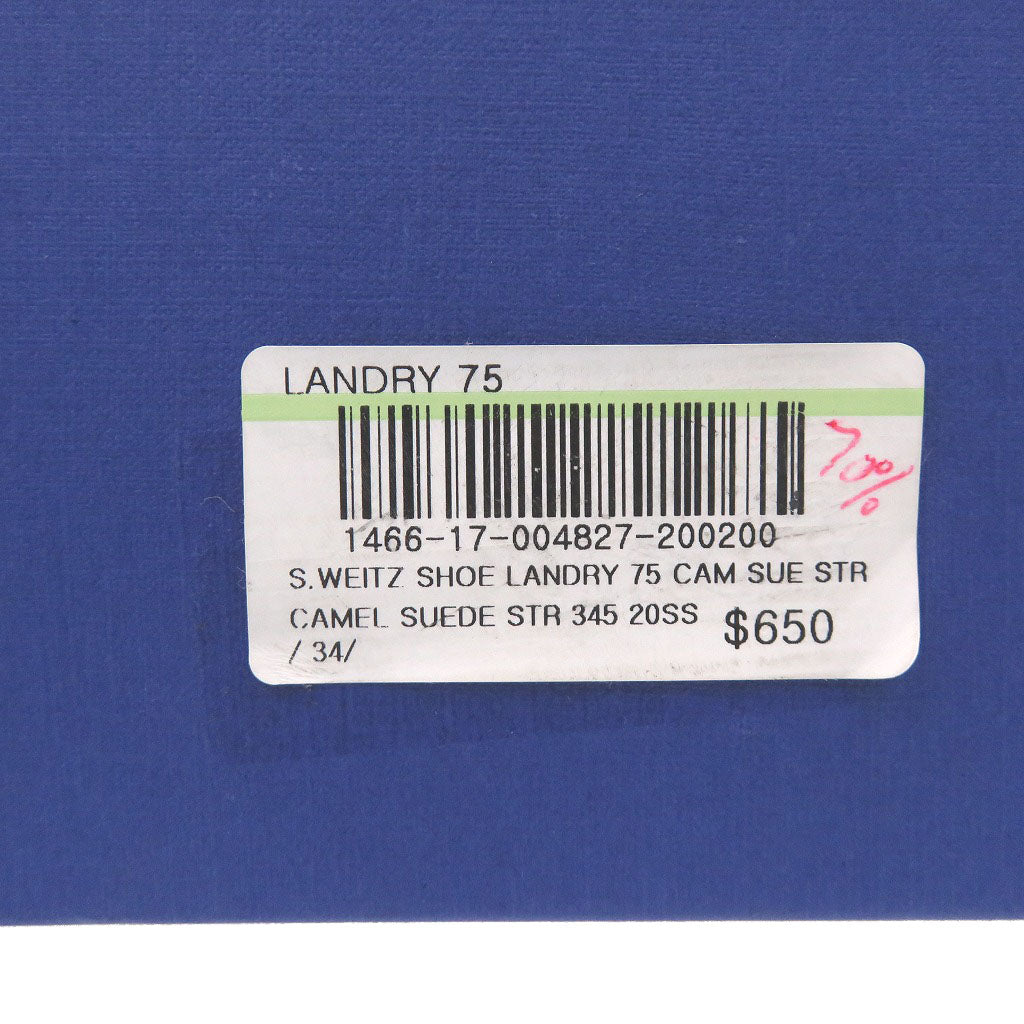 LANDRY 75
70%
1466-17-004827-200200
S.WEITZ SHOE LANDRY 75 CAM SUE STR
CAMEL SUEDE STR 345 20SS $650
/ 34/